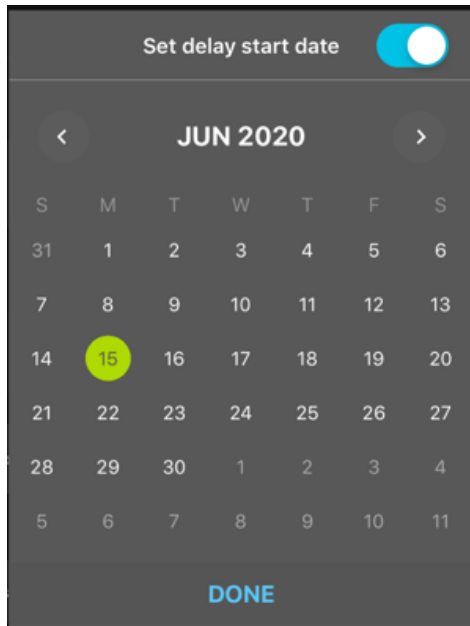 Set delay start date
< JUN 2020 >
S M T W T F S
31 1 2 3 4 5 6
7 8 9 10 11 12 13
14 15 16 17 18 19 20
21 22 23 24 25 26 27
28 29 30 1 2 3 4
5 6 7 8 9 10 11
DONE